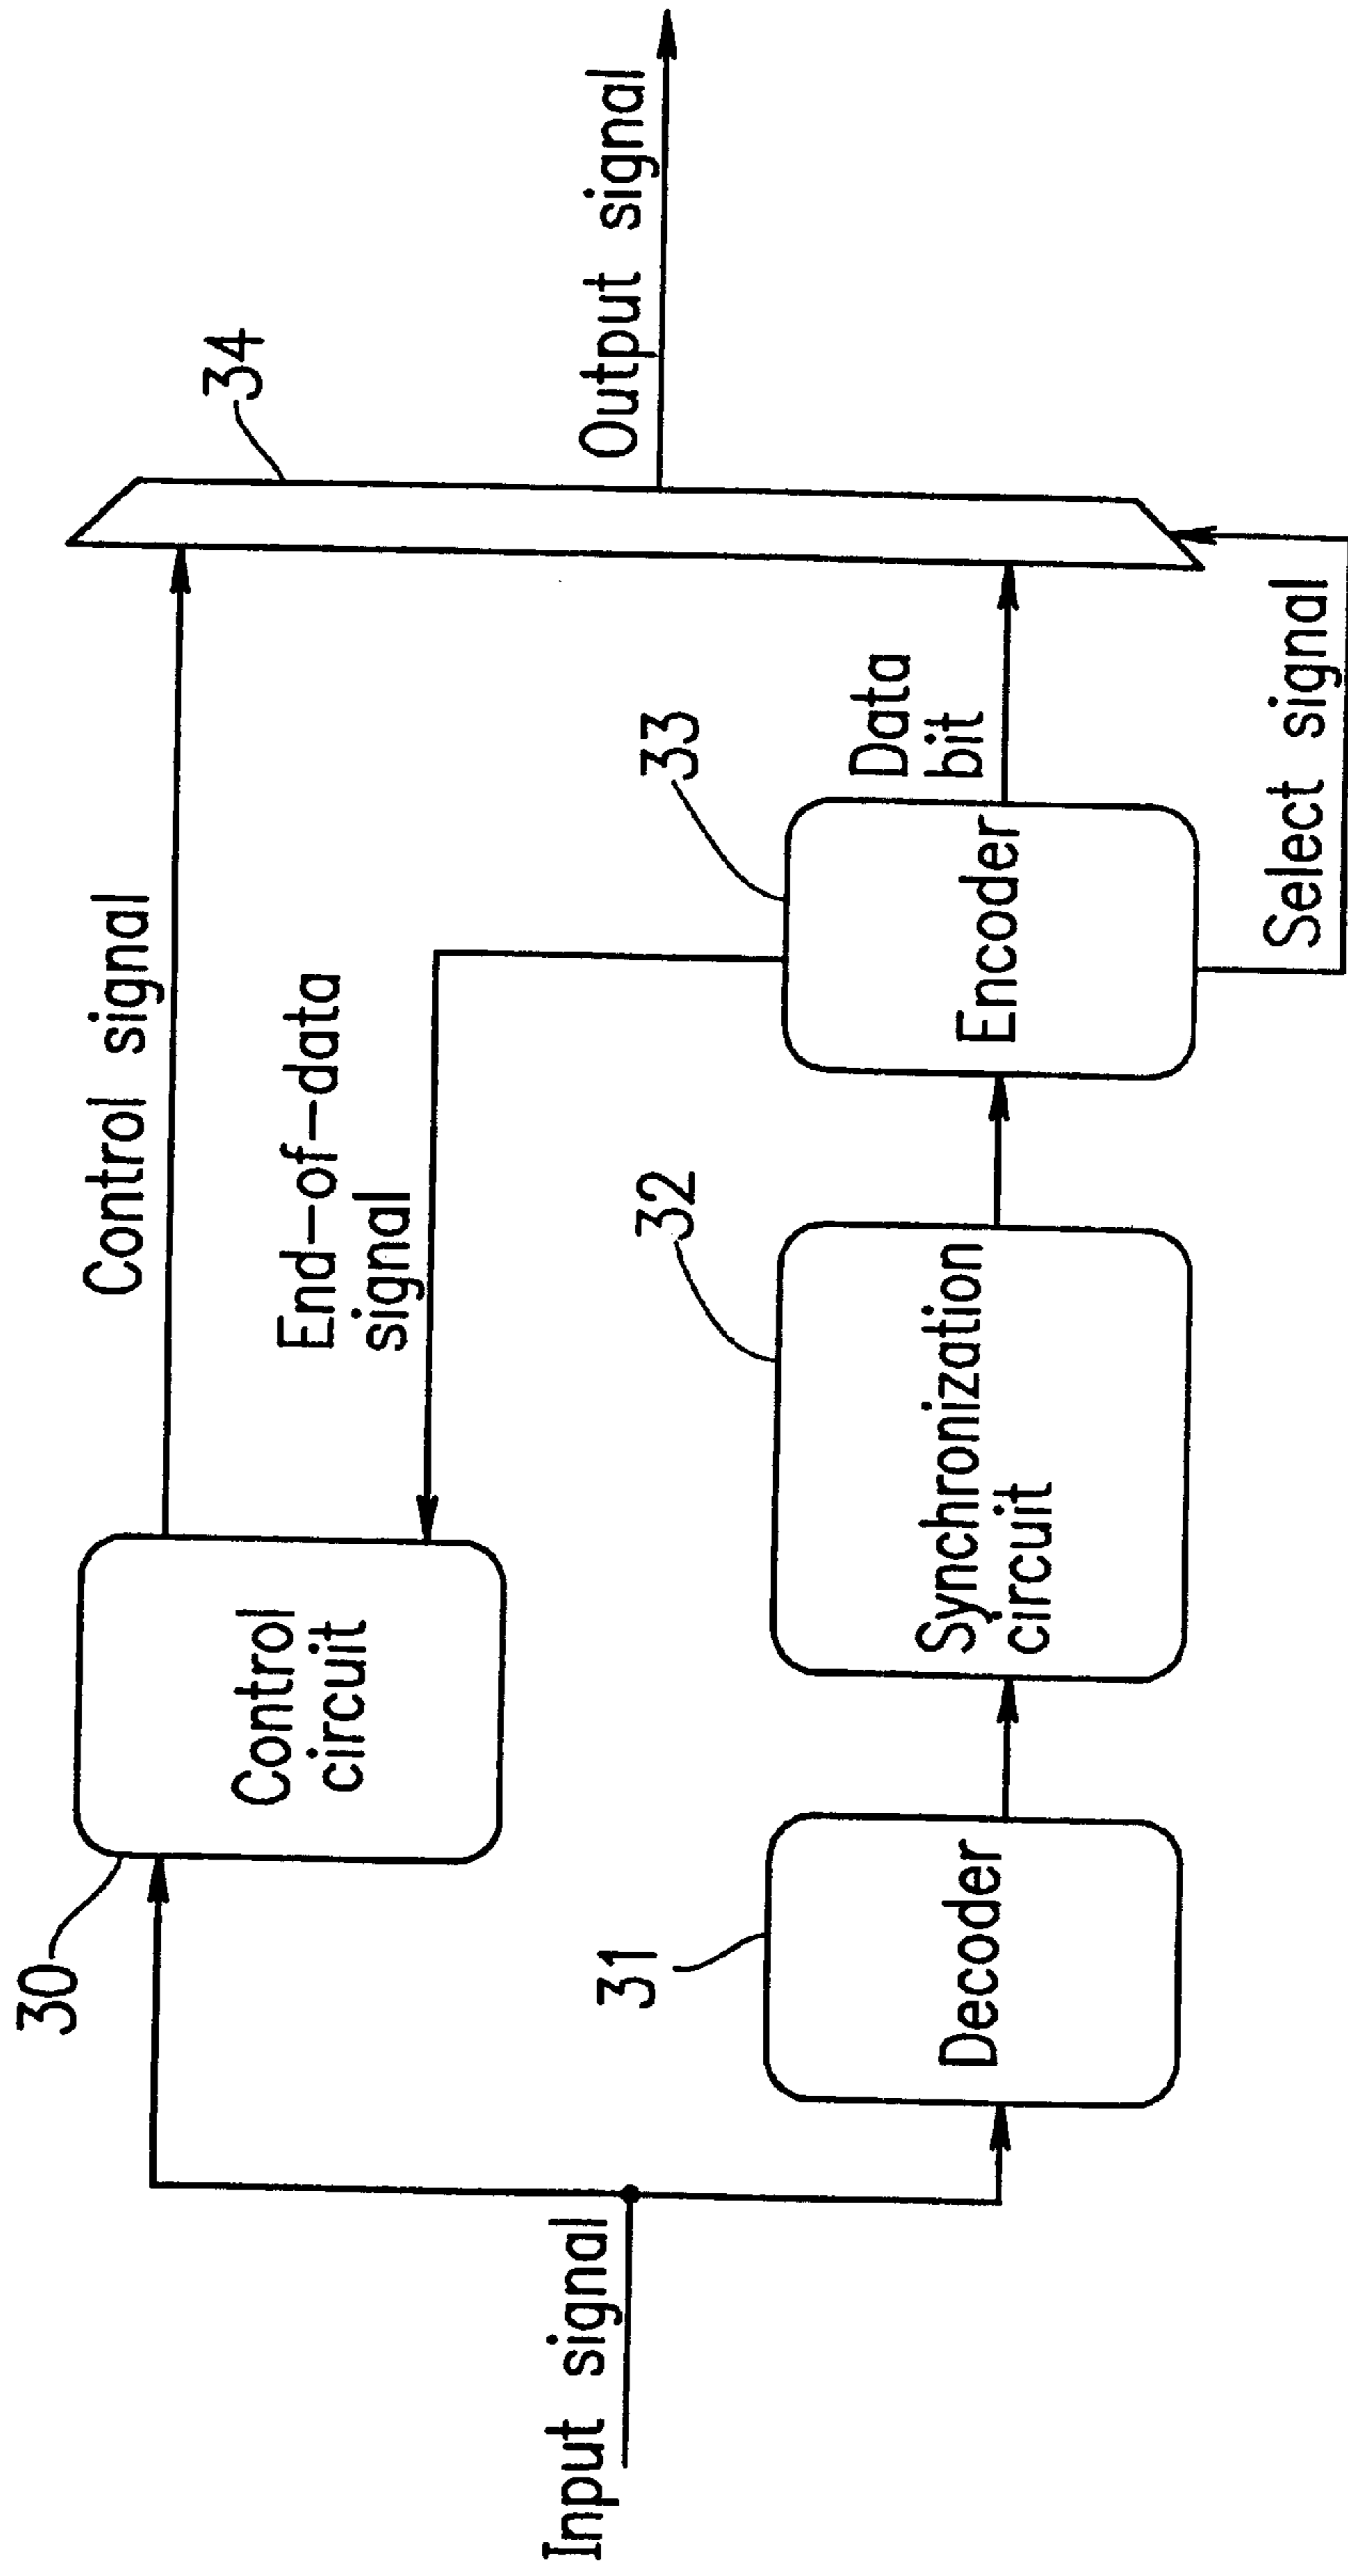 Input signal
30
Control
circuit
Control signal
End-of-data
signal
34
Output signal
31
Decoder
32
Synchronization
circuit
33
Encoder
Data
bit
Select signal